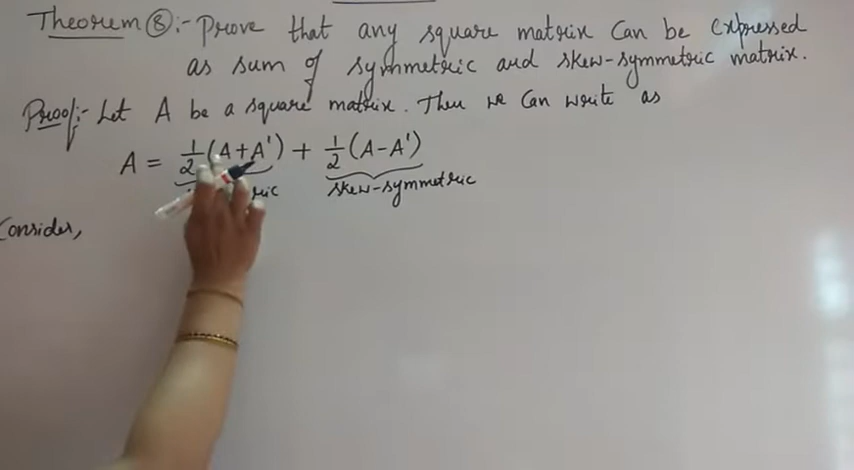 Theorem ⑧:- Prove that any square matrix Can be expressed
as sum of symmetric and skew-symmetric matrix.
Proof:- Let A be a square matrix. Then we Can write as
A = 1/2 (A+A') + 1/2 (A-A')
skew-symmetric
Consider,